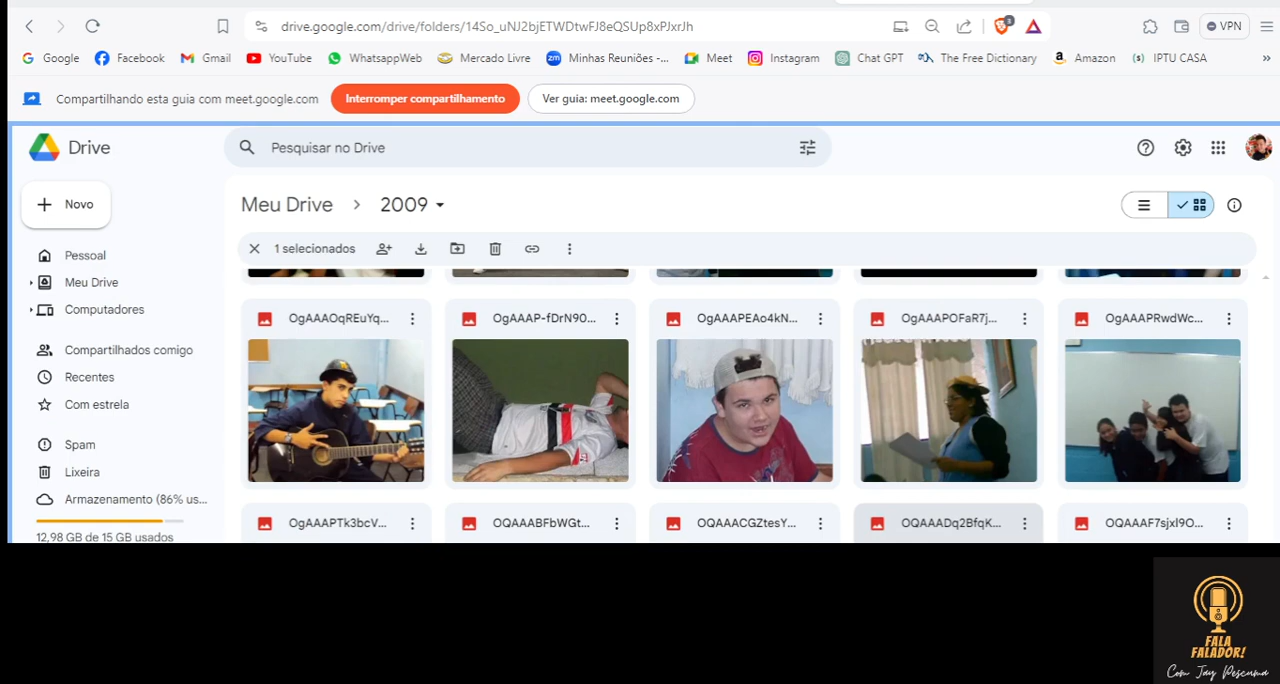 drive.google.com/drive/folders/14So_uNJ2bjETWDtwFJ8eQSUp8xPJxrJh
3
VPN
Google Facebook Gmail YouTube WhatsappWeb Mercado Livre Minhas Reuniões -... Meet Instagram Chat GPT The Free Dictionary Amazon IPTU CASA
Compartilhando esta guia com meet.google.com Interromper compartilhamento Ver guia: meet.google.com
Drive
Pesquisar no Drive
Novo
Meu Drive > 2009
1 selecionados
Pessoal
Meu Drive
Computadores
Compartilhados comigo
Recentes
Com estrela
Spam
Lixeira
Armazenamento (86% us...
12,98 GB de 15 GB usados
OgAAAOqREuYq... OgAAAP-fDrN90... OgAAAPEAo4kN... OgAAAPOFaR7j... OgAAAPRwdWc...
OgAAAPTk3bcV... OQAAABFbWGt... OQAAACGZtesY... OQAAADq2BfqK... OQAAAF7sjxl9O...
FALA
FALADOR!
Com Jay Pescuma